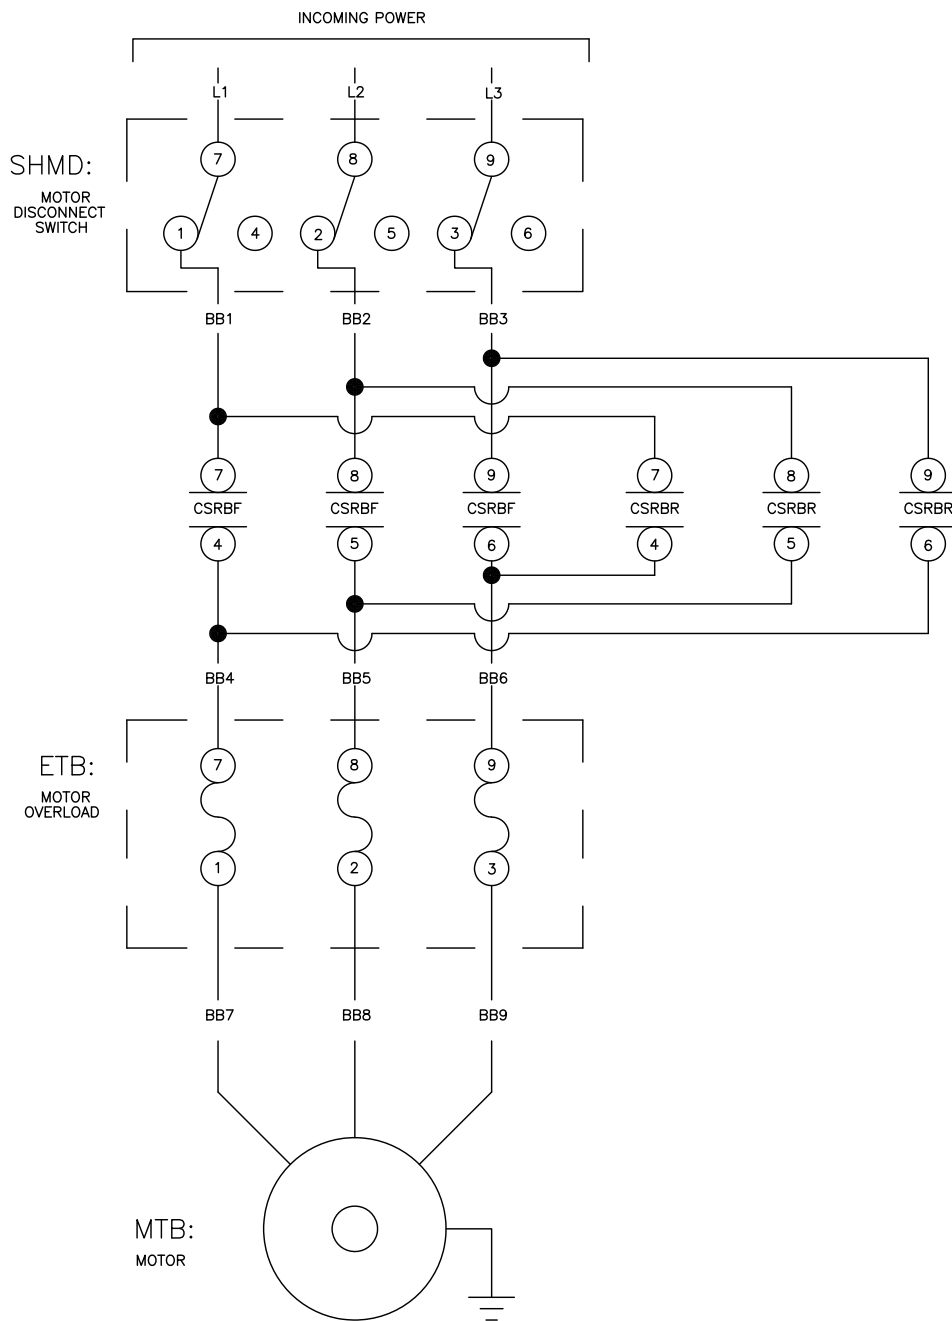 INCOMING POWER
L1 L2 L3
SHMD:
MOTOR
DISCONNECT
SWITCH
7 8 9
1 4 2 5 3 6
BB1 BB2 BB3
7 8 9 7 8 9
CSRBF CSRBF CSRBF CSRBR CSRBR CSRBR
4 5 6 4 5 6
BB4 BB5 BB6
ETB:
MOTOR
OVERLOAD
7 8 9
1 2 3
BB7 BB8 BB9
MTB:
MOTOR